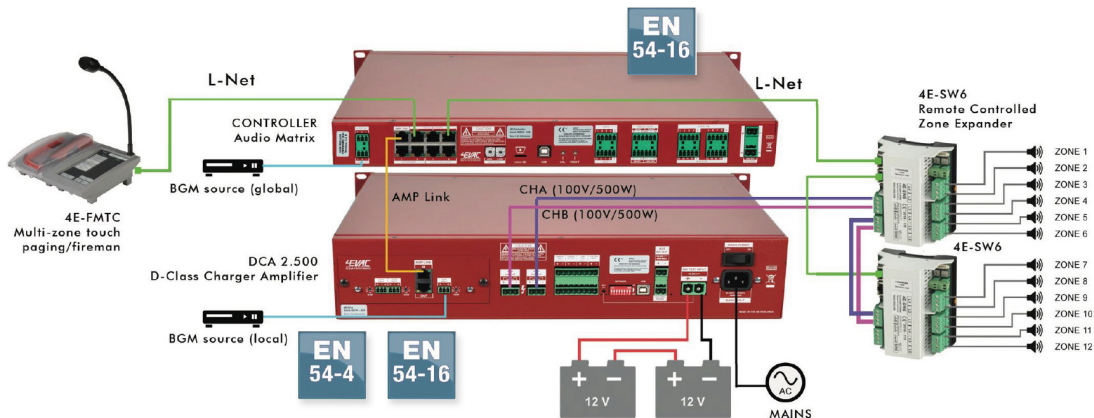 EN
54-16
L-Net
L-Net
4E-SW6
Remote Controlled
Zone Expander
CONTROLLER
Audio Matrix
4EVAC
BGM source (global)
ZONE 1
ZONE 2
ZONE 3
ZONE 4
ZONE 5
ZONE 6
4E-FMTC
Multi-zone touch
paging/fireman
AMP Link
CHA (100V/500W)
CHB (100V/500W)
4E-SW6
DCA 2.500
D-Class Charger Amplifier
4EVAC
ZONE 7
ZONE 8
ZONE 9
ZONE 10
ZONE 11
ZONE 12
BGM source (local)
EN
54-4
EN
54-16
+ −
12 V
+ −
12 V
AC
MAINS